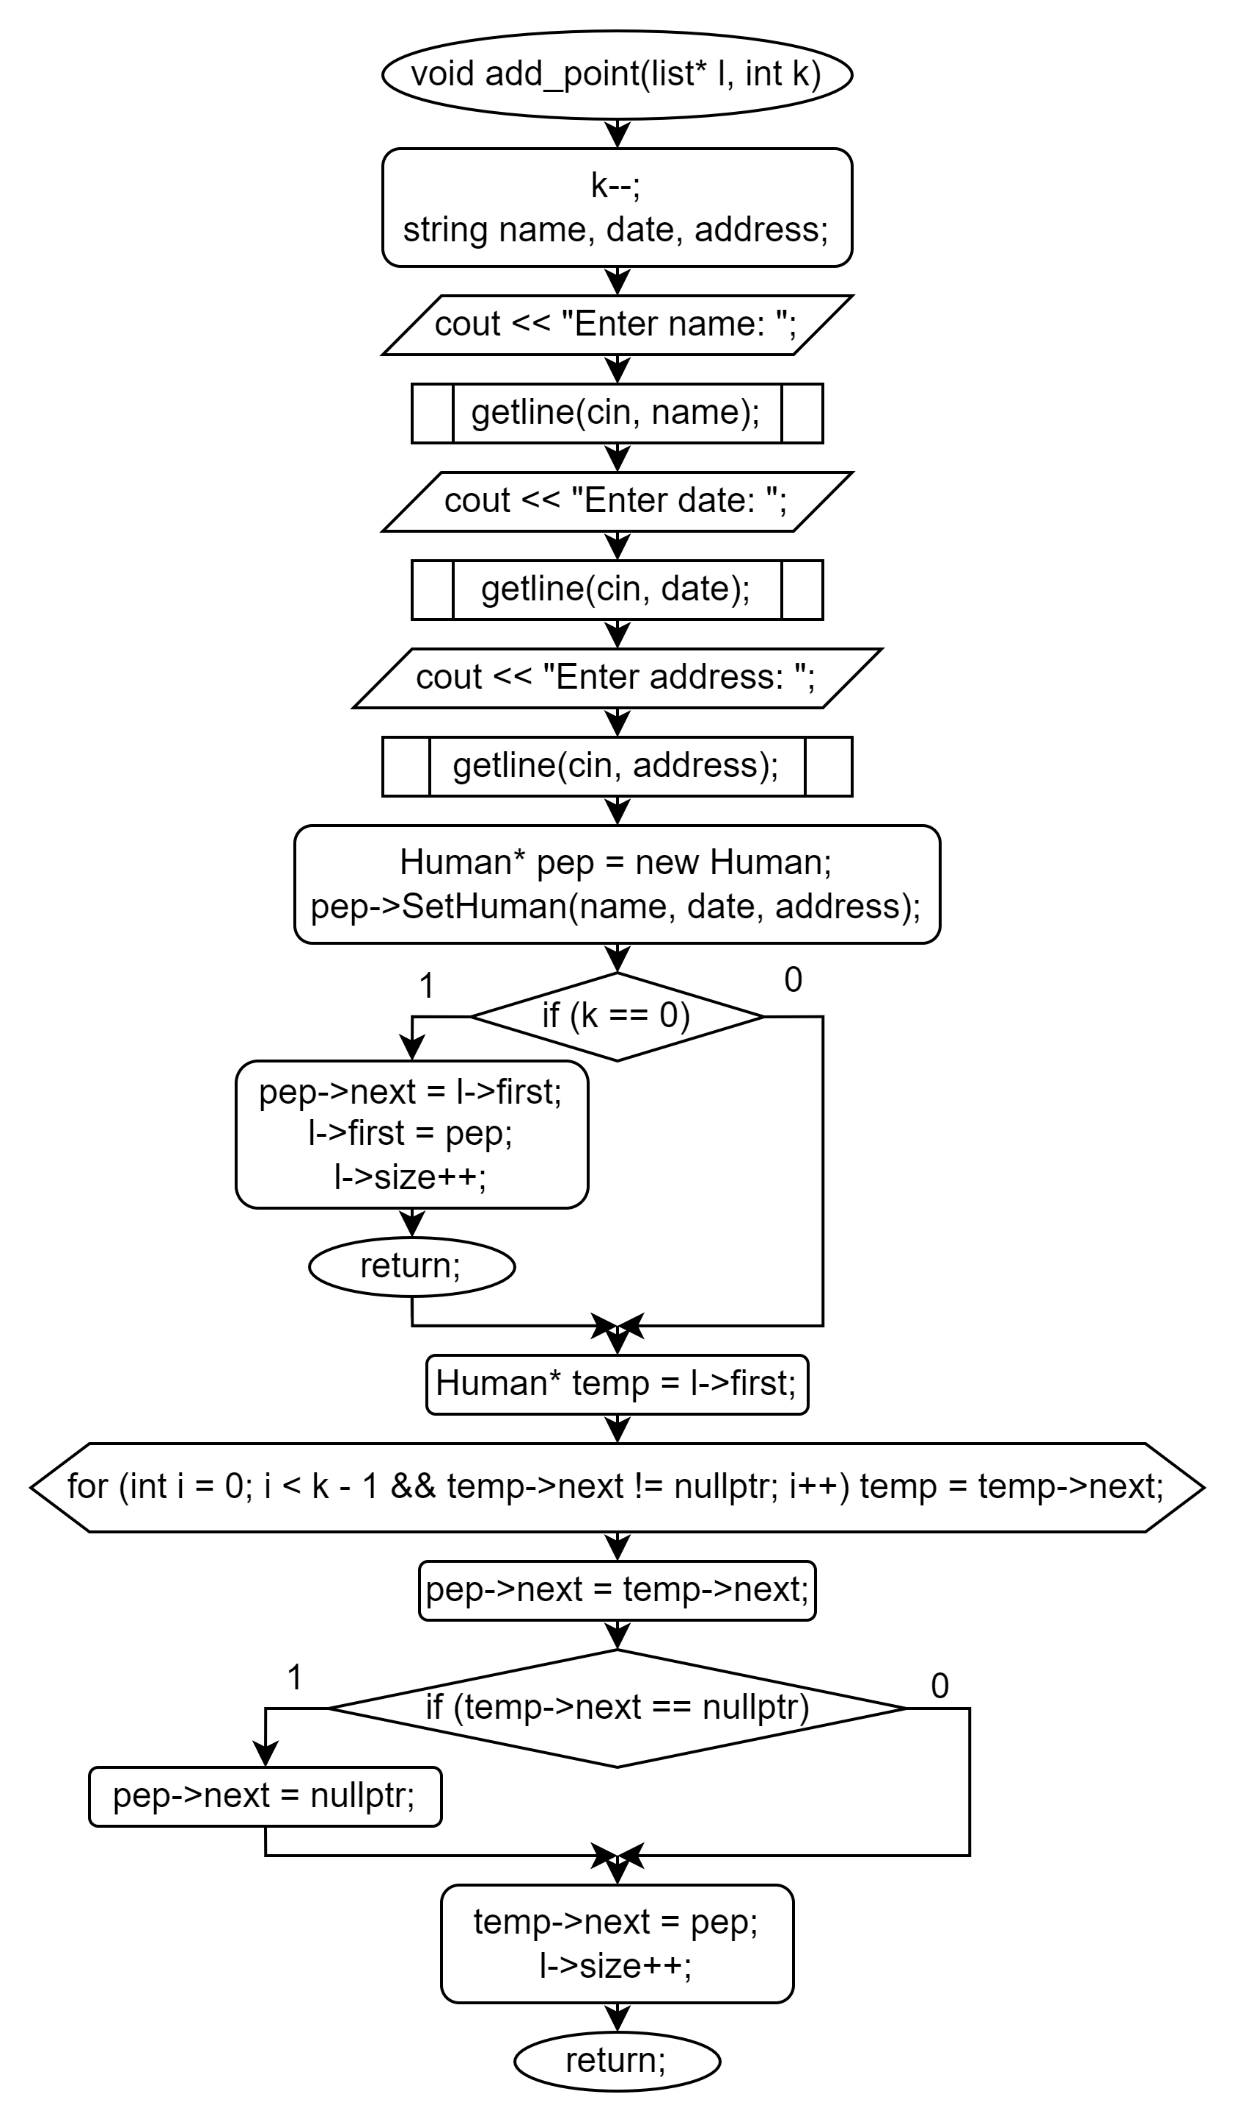 void add_point(list* l, int k)
k--;
string name, date, address;
cout << "Enter name: ";
getline(cin, name);
cout << "Enter date: ";
getline(cin, date);
cout << "Enter address: ";
getline(cin, address);
Human* pep = new Human;
pep->SetHuman(name, date, address);
1
0
if (k == 0)
pep->next = l->first;
l->first = pep;
l->size++;
return;
Human* temp = l->first;
for (int i = 0; i < k - 1 && temp->next != nullptr; i++) temp = temp->next;
pep->next = temp->next;
1
0
if (temp->next == nullptr)
pep->next = nullptr;
temp->next = pep;
l->size++;
return;